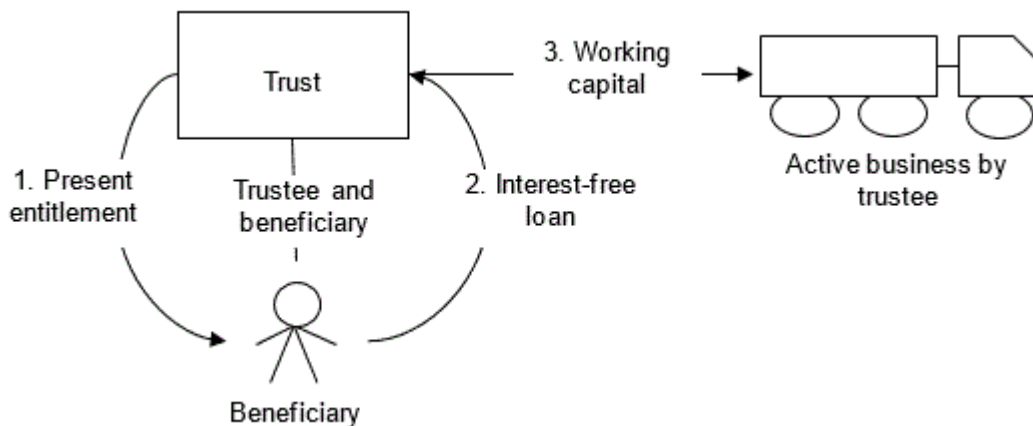 Trust
3. Working
capital
1. Present
entitlement
Trustee and
beneficiary
2. Interest-free
loan
Active business by
trustee
Beneficiary